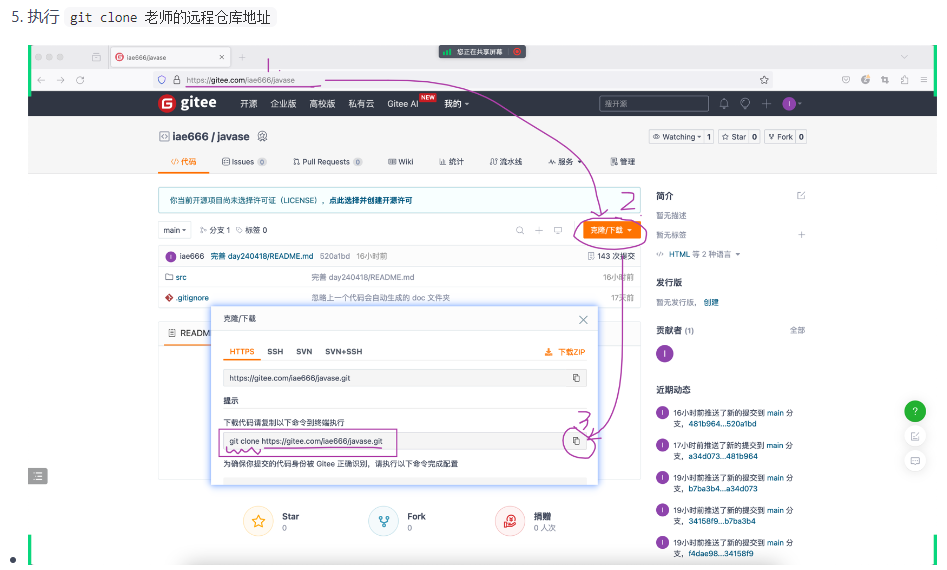 5. 执行 git clone 老师的远程仓库地址
iae666/javase
您正在共享屏幕
https://gitee.com/iae666/javase
1
gitee 开源 企业版 高校版 私有云 Gitee AI NEW 我的 搜开源 I
iae666 / javase
Watching 1 Star 0 Fork 0
代码 Issues 0 Pull Requests 0 Wiki 统计 流水线 服务 管理
你当前开源项目尚未选择许可证（LICENSE），点此选择并创建开源许可
2
main 分支 1 标签 0 克隆/下载
I iae666 完善 day240418/README.md 520a1bd 16小时前 143 次提交
src 完善 day240418/README.md 16小时前
.gitignore 忽略上一个代码会自动生成的 doc 文件夹 17天前
README
克隆/下载
HTTPS SSH SVN SVN+SSH 下载ZIP
https://gitee.com/iae666/javase.git
提示
下载代码请复制以下命令到终端执行
3
git clone https://gitee.com/iae666/javase.git
为确保你提交的代码身份被 Gitee 正确识别，请执行以下命令完成配置
Star
0
Fork
0
捐赠
0 人次
简介
暂无描述
暂无标签
HTML 等 2 种语言
发行版
暂无发行版，创建
贡献者 (1) 全部
I
近期动态
I 16小时前推送了新的提交到 main 分
支，481b964...520a1bd
I 17小时前推送了新的提交到 main 分
支，a34d073...481b964
I 19小时前推送了新的提交到 main 分
支，b7ba3b4...a34d073
I 19小时前推送了新的提交到 main 分
支，34158f9...b7ba3b4
I 19小时前推送了新的提交到 main 分
支，f4dae98...34158f9
?